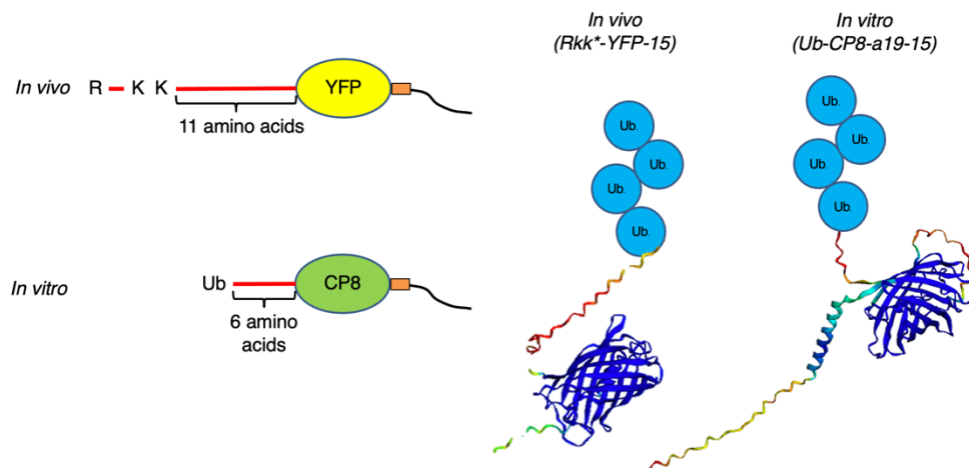 In vivo
R K K
YFP
11 amino acids
In vitro
Ub
CP8
6 amino
acids
In vivo
(Rkk*-YFP-15)
Ub.
Ub.
Ub.
Ub.
In vitro
(Ub-CP8-a19-15)
Ub.
Ub.
Ub.
Ub.